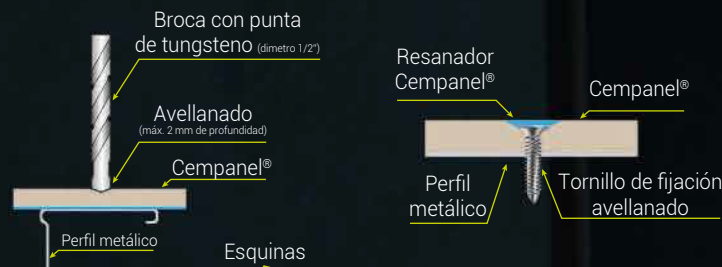 Broca con punta
de tungsteno (dimetro 1/2")
Avellanado
(máx. 2 mm de profundidad)
Cempanel®
Perfil metálico
Resanador
Cempanel®
Cempanel®
Perfil
metálico
Tornillo de fijación
avellanado
Esquinas